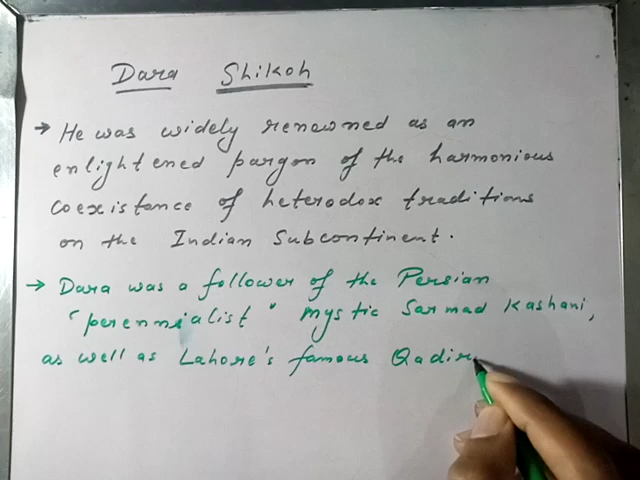 Dara Shikoh
→ He was widely renowned as an
enlightened pargon of the harmonious
coexistance of heterodox traditions
on the Indian Subcontinent.
→ Dara was a follower of the Persian
"perennialist" mystic Sarmad Kashani,
as well as Lahore's famous Qadir